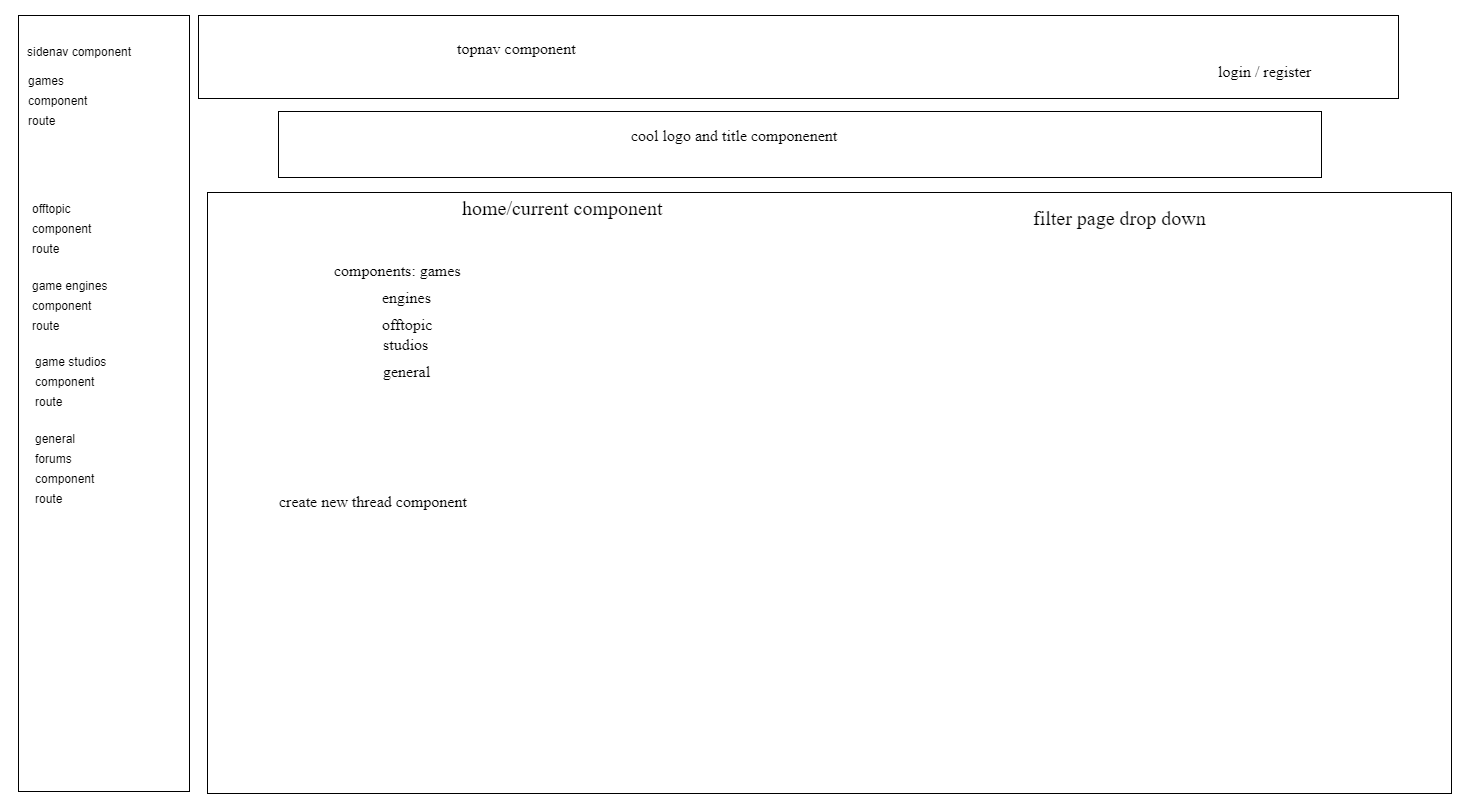 sidenav component
games
component
route
offtopic
component
route
game engines
component
route
game studios
component
route
general
forums
component
route
topnav component
login / register
cool logo and title componenent
home/current component
filter page drop down
components: games
engines
offtopic
studios
general
create new thread component